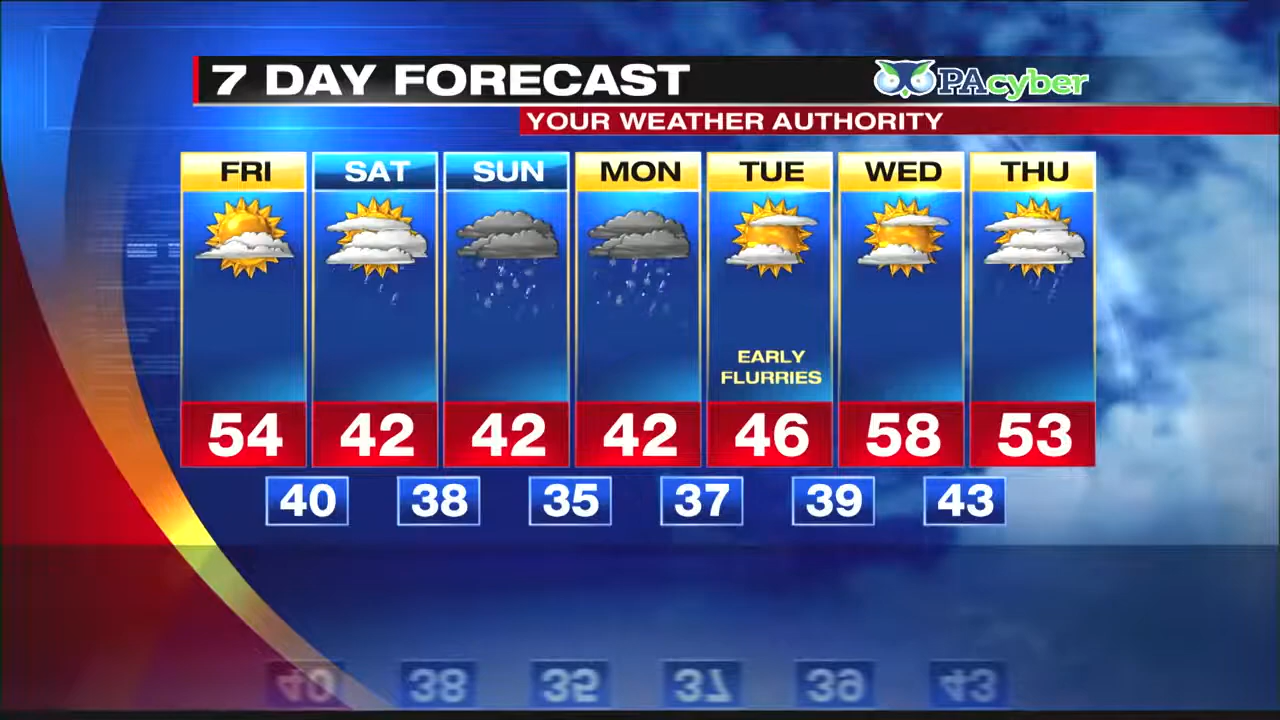 7 DAY FORECAST
PAcyber
YOUR WEATHER AUTHORITY
FRI SAT SUN MON TUE WED THU
EARLY
FLURRIES
54 42 42 42 46 58 53
40 38 35 37 39 43